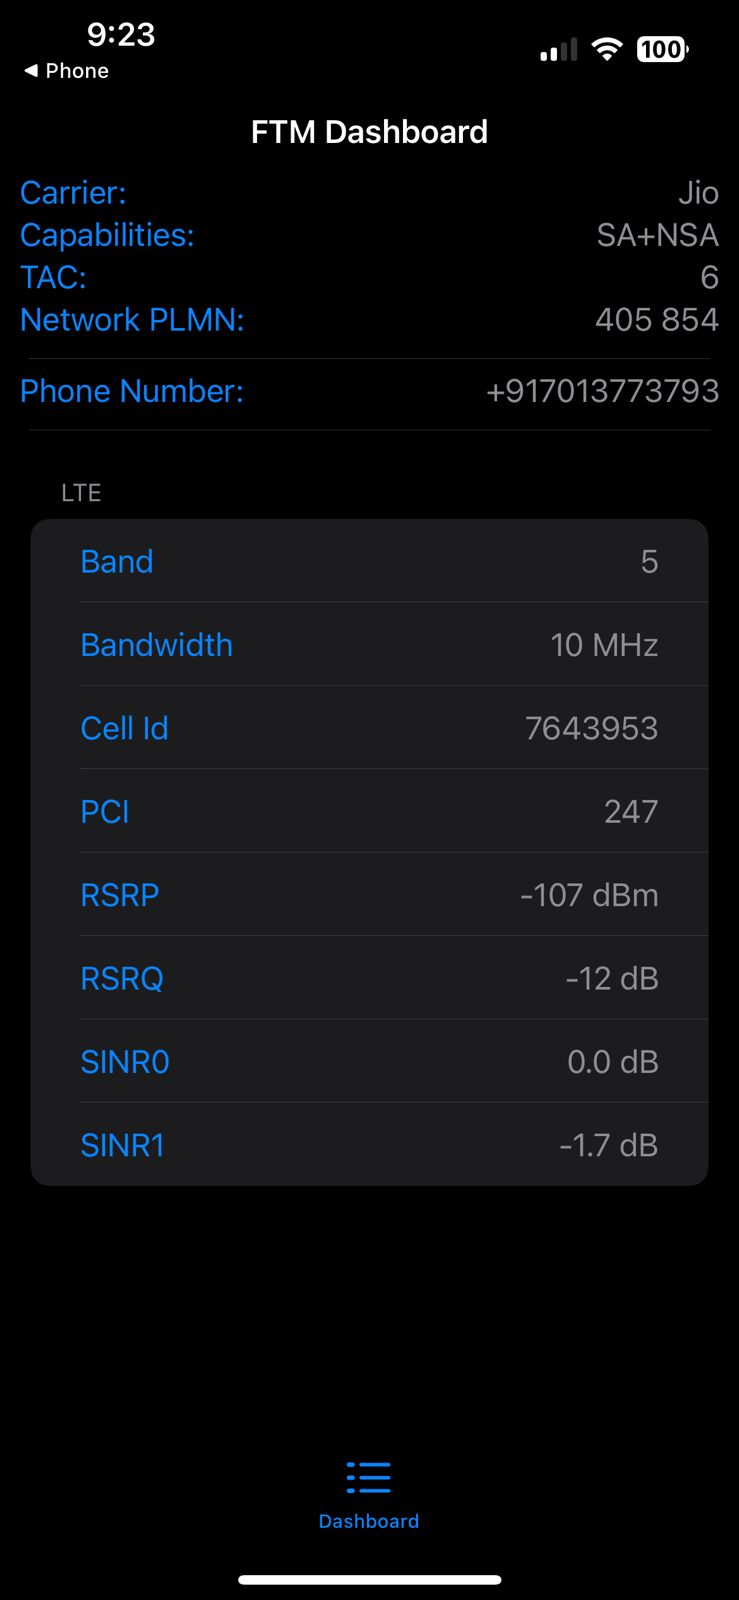 9:23
100
◀ Phone
FTM Dashboard
Carrier: Jio
Capabilities: SA+NSA
TAC: 6
Network PLMN: 405 854
Phone Number: +917013773793
LTE
Band 5
Bandwidth 10 MHz
Cell Id 7643953
PCI 247
RSRP -107 dBm
RSRQ -12 dB
SINR0 0.0 dB
SINR1 -1.7 dB
Dashboard